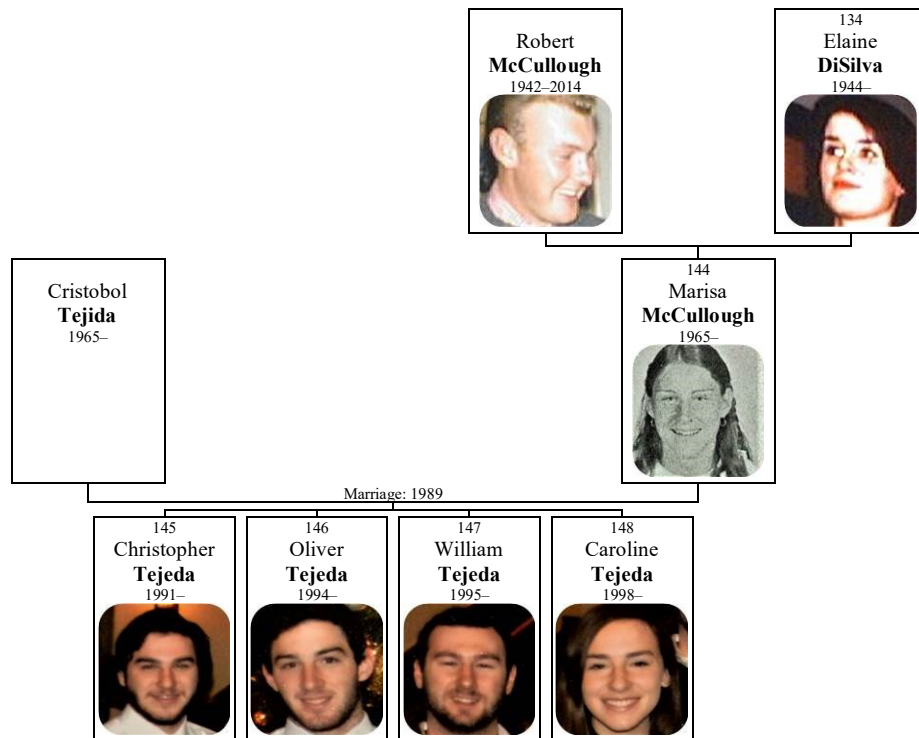 Robert
McCullough
1942–2014
134
Elaine
DiSilva
1944–
Cristobol
Tejida
1965–
144
Marisa
McCullough
1965–
Marriage: 1989
145
Christopher
Tejeda
1991–
146
Oliver
Tejeda
1994–
147
William
Tejeda
1995–
148
Caroline
Tejeda
1998–